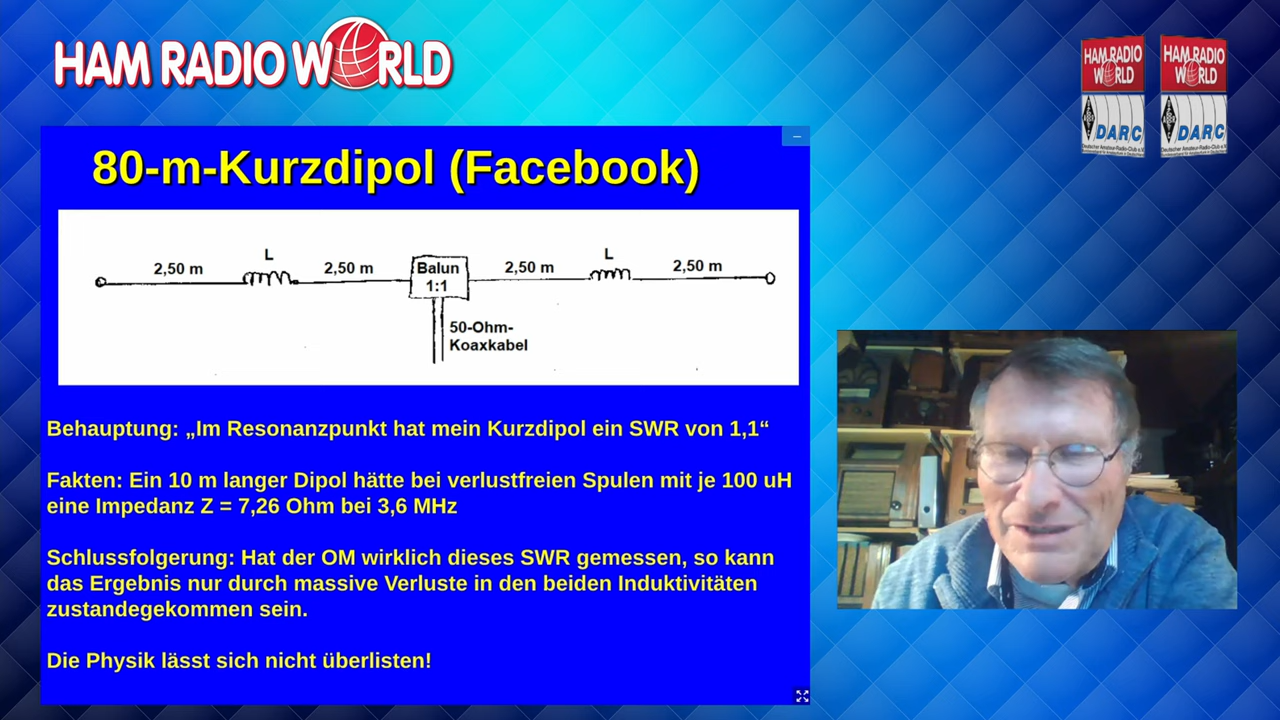 HAM RADIO WORLD
HAM RADIO
WORLD
DARC
HAM RADIO
WORLD
DARC
80-m-Kurzdipol (Facebook)
L
L
2,50 m
2,50 m
Balun
1:1
2,50 m
2,50 m
50-Ohm-
Koaxkabel
Behauptung: „Im Resonanzpunkt hat mein Kurzdipol ein SWR von 1,1“
Fakten: Ein 10 m langer Dipol hätte bei verlustfreien Spulen mit je 100 uH
eine Impedanz Z = 7,26 Ohm bei 3,6 MHz
Schlussfolgerung: Hat der OM wirklich dieses SWR gemessen, so kann
das Ergebnis nur durch massive Verluste in den beiden Induktivitäten
zustandegekommen sein.
Die Physik lässt sich nicht überlisten!